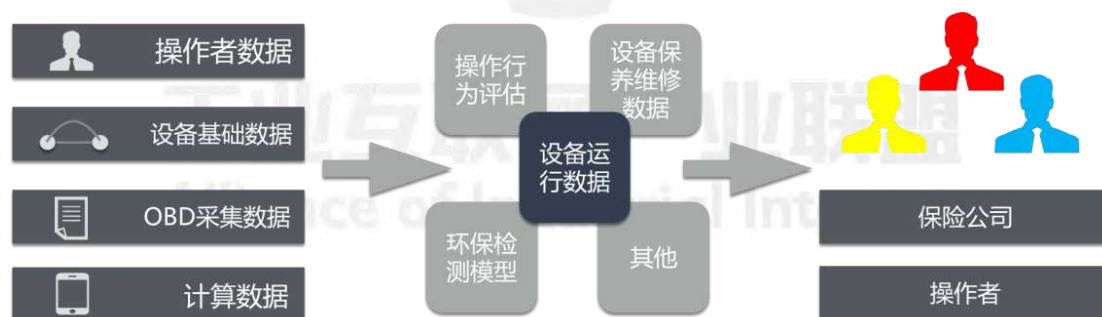 操作者数据
设备基础数据
OBD采集数据
计算数据
操作行
为评估
设备保
养维修
数据
设备运
行数据
环保检
测模型
其他
保险公司
操作者